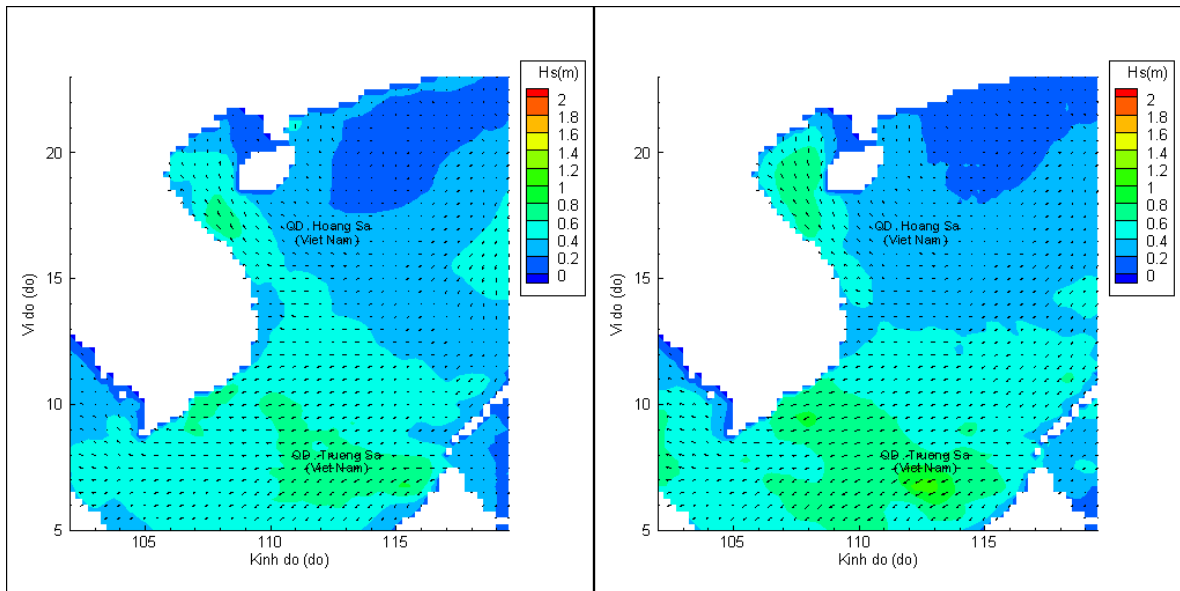 Hs(m)
2
1.8
1.6
1.4
1.2
1
0.8
0.6
0.4
0.2
0
20
15
10
5
105
110
115
Vi do (do)
Kinh do (do)
QD . Hoang Sa
(Viet Nam)
QD . Truong Sa
(Viet Nam)
Hs(m)
2
1.8
1.6
1.4
1.2
1
0.8
0.6
0.4
0.2
0
20
15
10
5
105
110
115
Vi do (do)
Kinh do (do)
QD . Hoang Sa
(Viet Nam)
QD . Truong Sa
(Viet Nam)